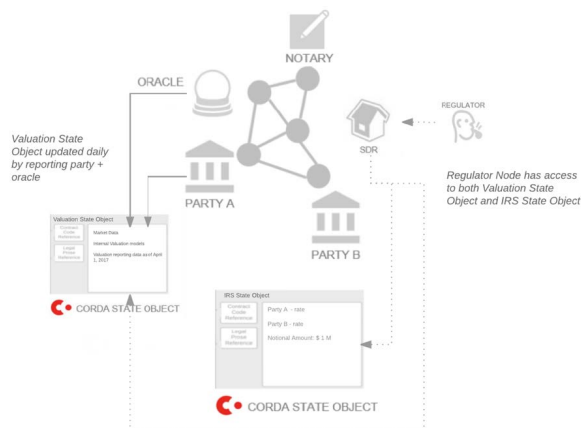 NOTARY
ORACLE
REGULATOR
SDR
Valuation State
Object updated daily
by reporting party +
oracle
Regulator Node has access
to both Valuation State
Object and IRS State Object
PARTY A
PARTY B
Valuation State Object
Contract
Code
Reference
Legal
Prose
Reference
Market Data
Internal Valuation models
Valuation reporting data as of April
1, 2017
CORDA STATE OBJECT
IRS State Object
Contract
Code
Reference
Legal
Prose
Reference
Party A - rate
Party B - rate
Notional Amount: $ 1 M
CORDA STATE OBJECT